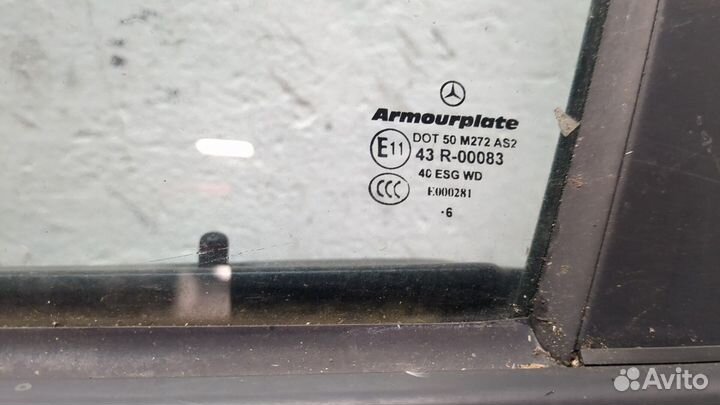 Armourplate
DOT 50 M272 AS2
E11 43 R-00083
40 ESG WD
CCC E000281
·6
Avito